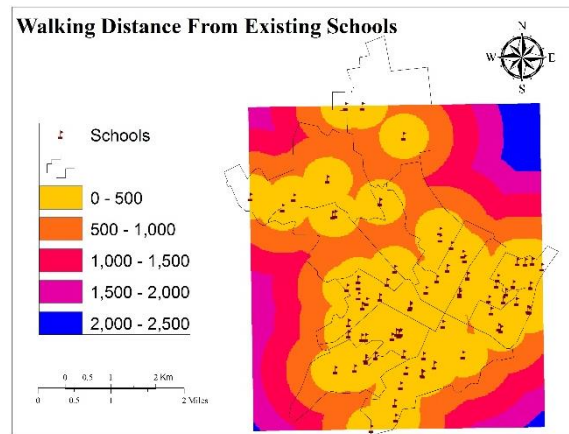 Walking Distance From Existing Schools
N
W
E
S
Schools
0 - 500
500 - 1,000
1,000 - 1,500
1,500 - 2,000
2,000 - 2,500
0 0.5 1 2 Km
0 0.5 1 2 Miles